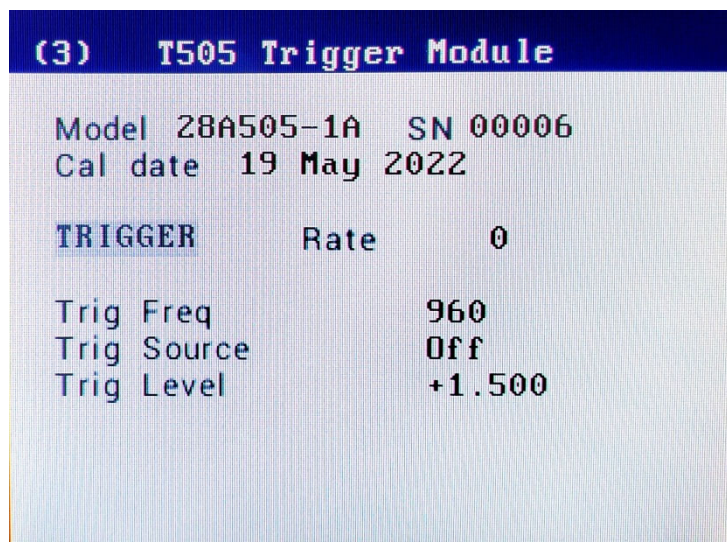 (3) T505 Trigger Module
Model 28A505-1A SN 00006
Cal date 19 May 2022
TRIGGER Rate 0
Trig Freq 960
Trig Source Off
Trig Level +1.500